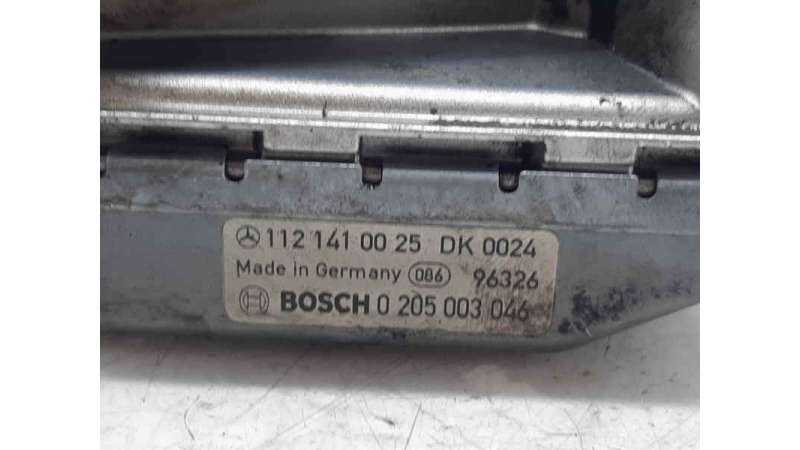 112 141 00 25 DK 0024
Made in Germany 086 96326
BOSCH 0 205 003 046